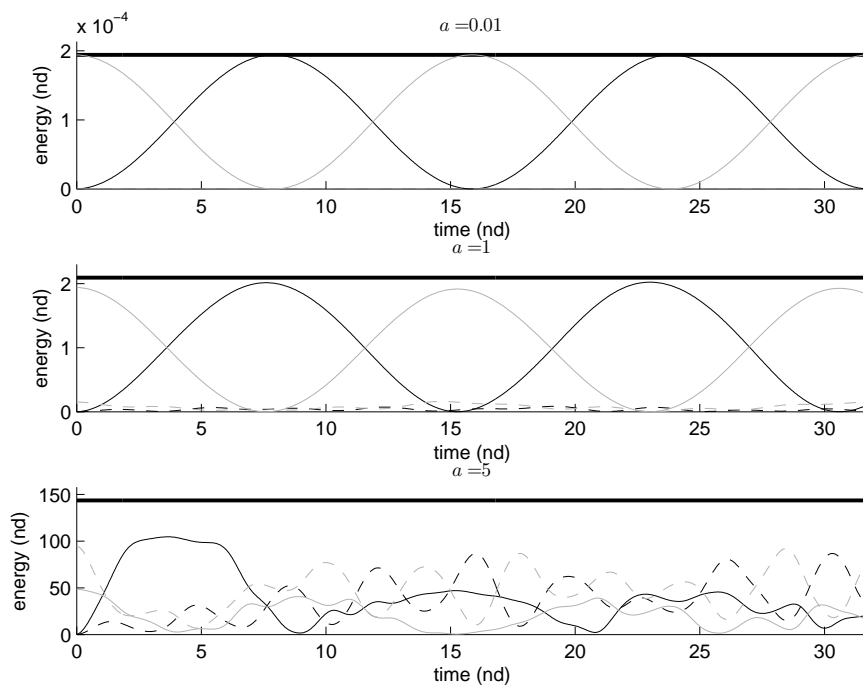 x 10⁻⁴
a = 0.01
2
1
0
energy (nd)
0 5 10 15 20 25 30
time (nd)
a = 1
2
1
0
energy (nd)
0 5 10 15 20 25 30
time (nd)
a = 5
150
100
50
0
energy (nd)
0 5 10 15 20 25 30
time (nd)